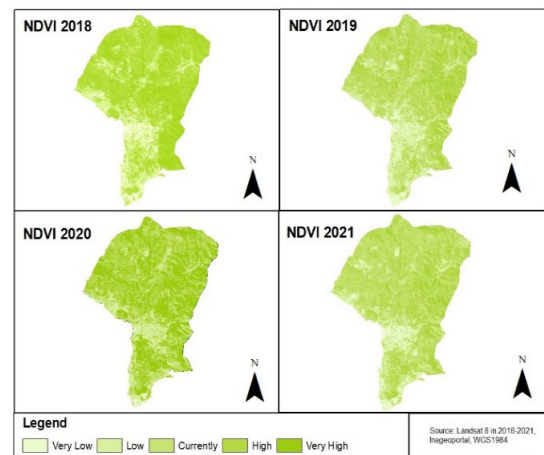 NDVI 2018
N
NDVI 2019
N
NDVI 2020
N
NDVI 2021
N
Legend
Very Low
Low
Currently
High
Very High
Source: Landsat 8 in 2018-2021,
Inageoportal, WGS1984